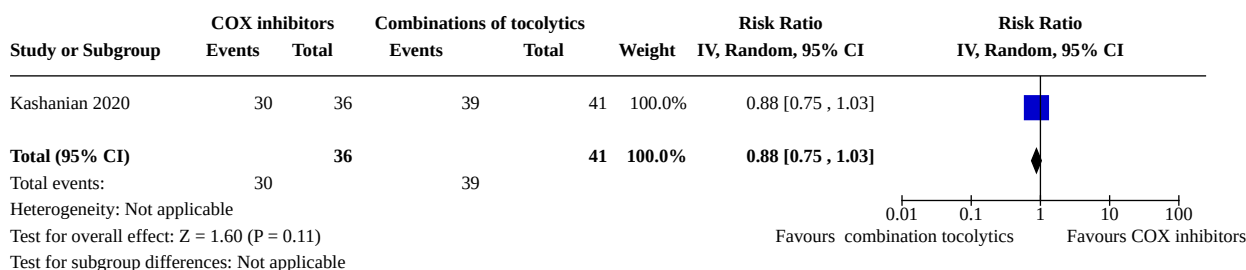 COX inhibitors Combinations of tocolytics Risk Ratio Risk Ratio
Study or Subgroup Events Total Events Total Weight IV, Random, 95% CI IV, Random, 95% CI
Kashanian 2020 30 36 39 41 100.0% 0.88 [0.75 , 1.03]
Total (95% CI) 36 41 100.0% 0.88 [0.75 , 1.03]
Total events: 30 39
Heterogeneity: Not applicable 0.01 0.1 1 10 100
Test for overall effect: Z = 1.60 (P = 0.11) Favours combination tocolytics Favours COX inhibitors
Test for subgroup differences: Not applicable